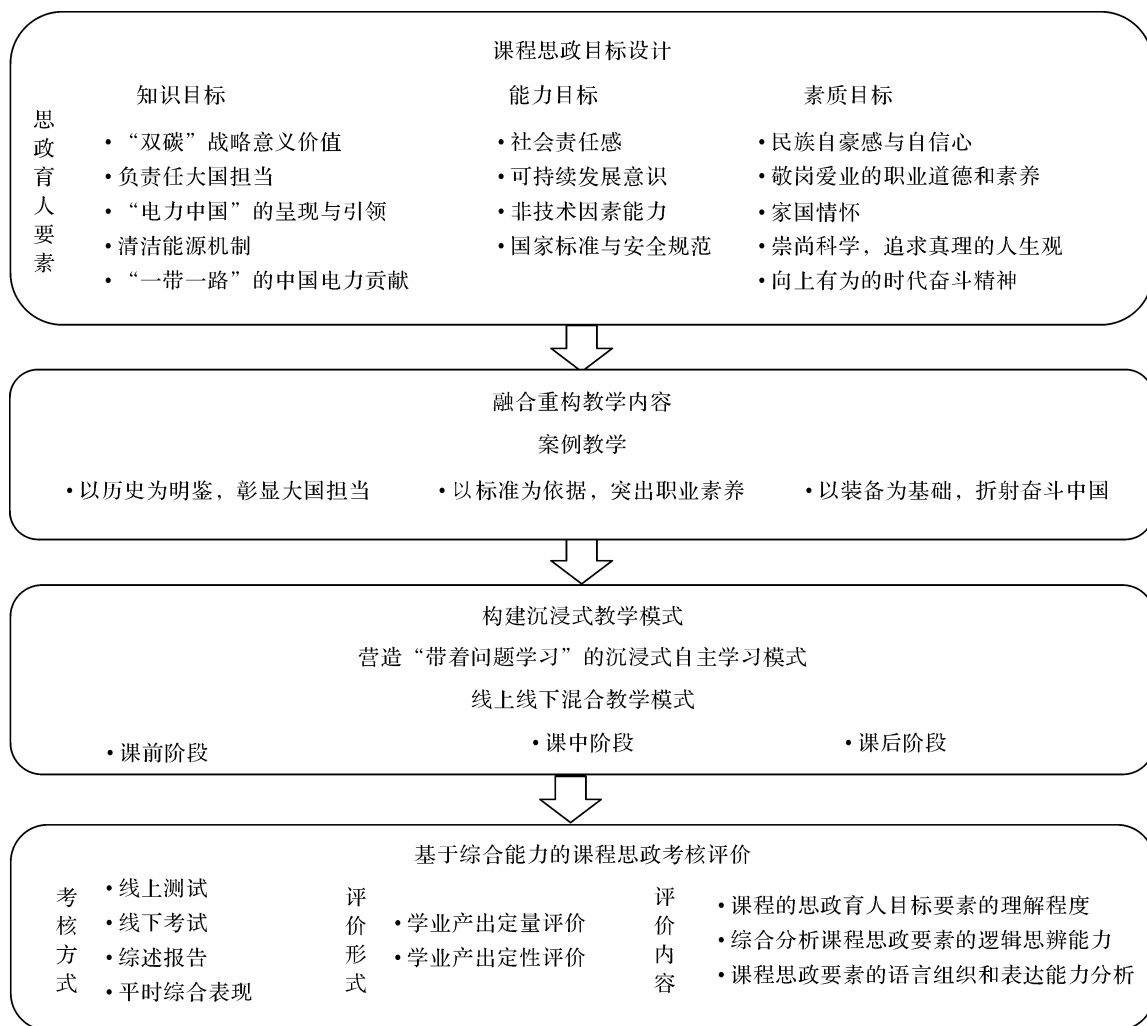 课程思政目标设计
思政育人要素
知识目标
•“双碳”战略意义价值
•负责任大国担当
•“电力中国”的呈现与引领
•清洁能源机制
•“一带一路”的中国电力贡献
能力目标
•社会责任感
•可持续发展意识
•非技术因素能力
•国家标准与安全规范
素质目标
•民族自豪感与自信心
•敬岗爱业的职业道德和素养
•家国情怀
•崇尚科学，追求真理的人生观
•向上有为的时代奋斗精神
融合重构教学内容
案例教学
•以历史为明鉴，彰显大国担当
•以标准为依据，突出职业素养
•以装备为基础，折射奋斗中国
构建沉浸式教学模式
营造“带着问题学习”的沉浸式自主学习模式
线上线下混合教学模式
•课前阶段
•课中阶段
•课后阶段
基于综合能力的课程思政考核评价
考核方式
•线上测试
•线下考试
•综述报告
•平时综合表现
评价形式
•学业产出定量评价
•学业产出定性评价
评价内容
•课程的思政育人目标要素的理解程度
•综合分析课程思政要素的逻辑思辨能力
•课程思政要素的语言组织和表达能力分析